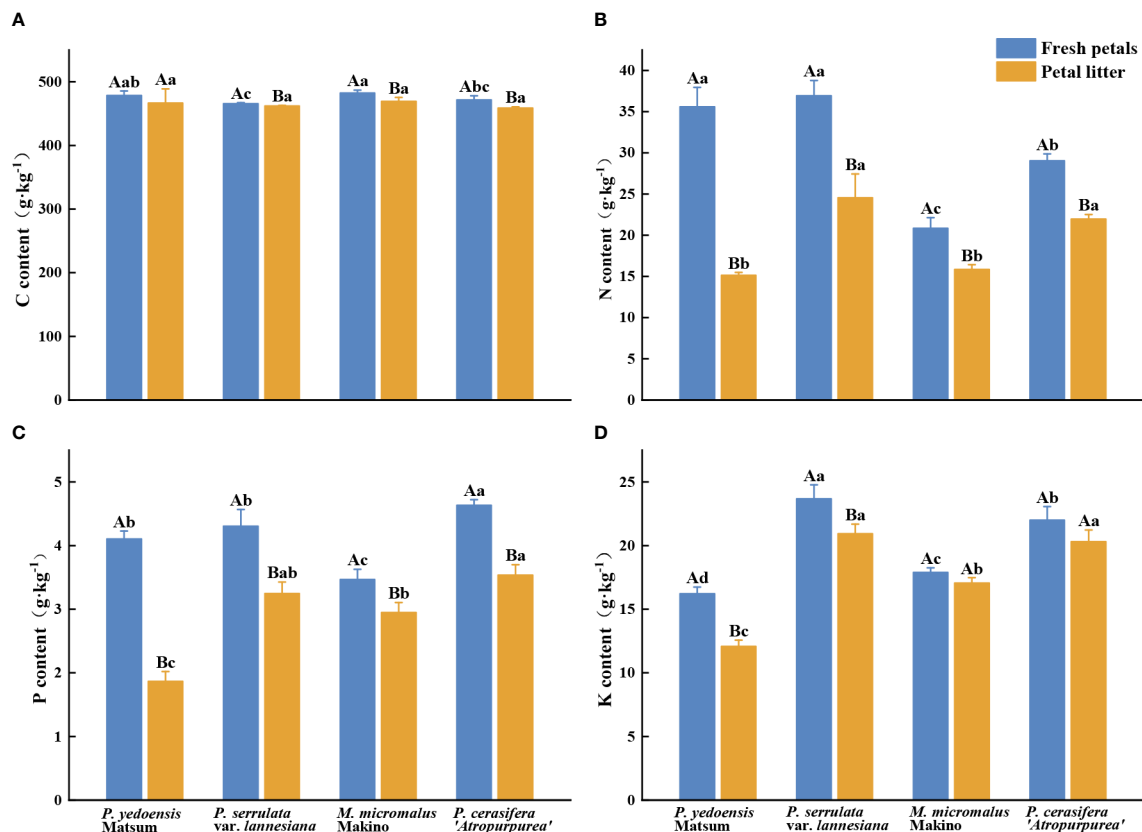 A
C content（g·kg⁻¹）
500
400
300
200
100
0
Aab Aa Ac Ba Aa Ba Abc Ba
B
Fresh petals
Petal litter
N content（g·kg⁻¹）
40
35
30
25
20
15
10
5
0
Aa Bb Aa Ba Ac Bb Ab Ba
C
P content（g·kg⁻¹）
5
4
3
2
1
0
Ab Bc Ab Bab Ac Bb Aa Ba
P. yedoensis P. serrulata M. micromalus P. cerasifera
Matsum var. lannesiana Makino 'Atropurpurea'
D
K content（g·kg⁻¹）
25
20
15
10
5
0
Ad Bc Aa Ba Ac Ab Ab Aa
P. yedoensis P. serrulata M. micromalus P. cerasifera
Matsum var. lannesiana Makino 'Atropurpurea'